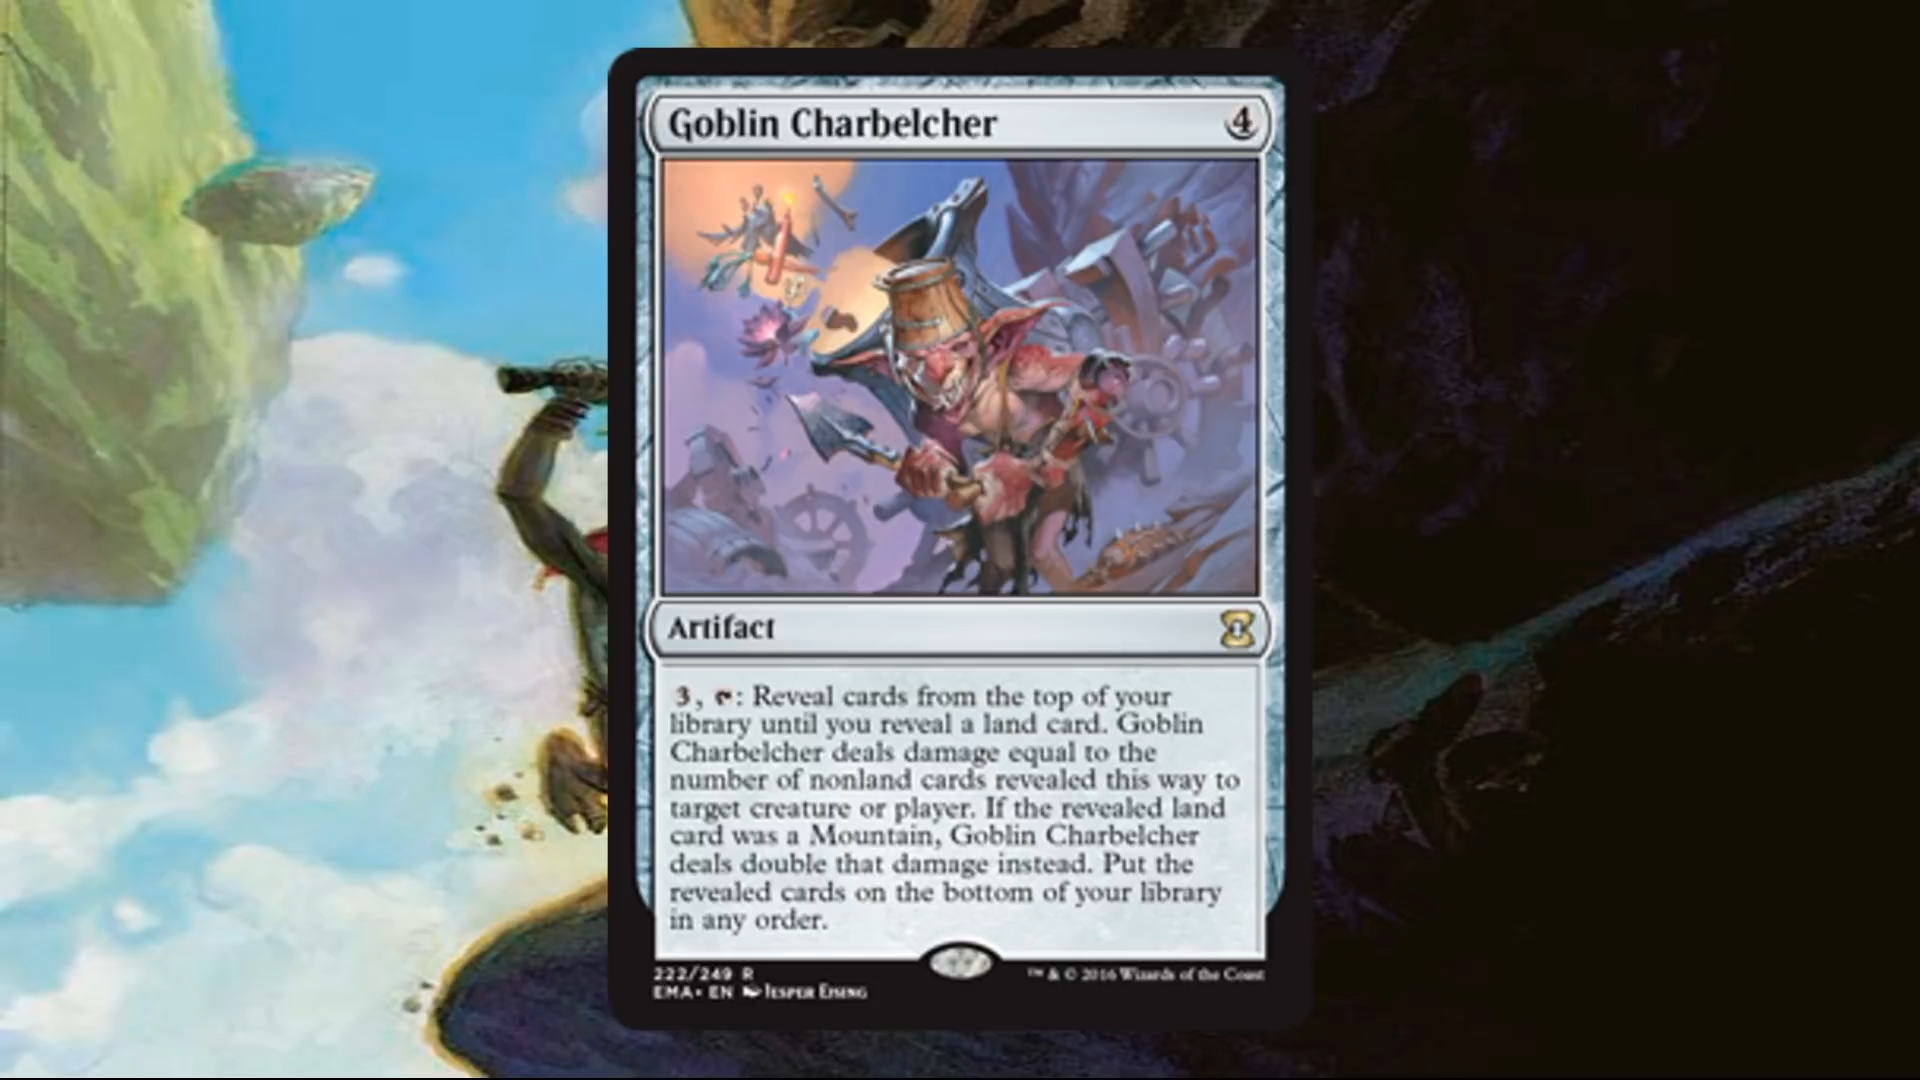 Goblin Charbelcher 4
Artifact
3, : Reveal cards from the top of your
library until you reveal a land card. Goblin
Charbelcher deals damage equal to the
number of nonland cards revealed this way to
target creature or player. If the revealed land
card was a Mountain, Goblin Charbelcher
deals double that damage instead. Put the
revealed cards on the bottom of your library
in any order.
222/249 R
™ & © 2016 Wizards of the Coast
EMA • EN Jesper Ejsing